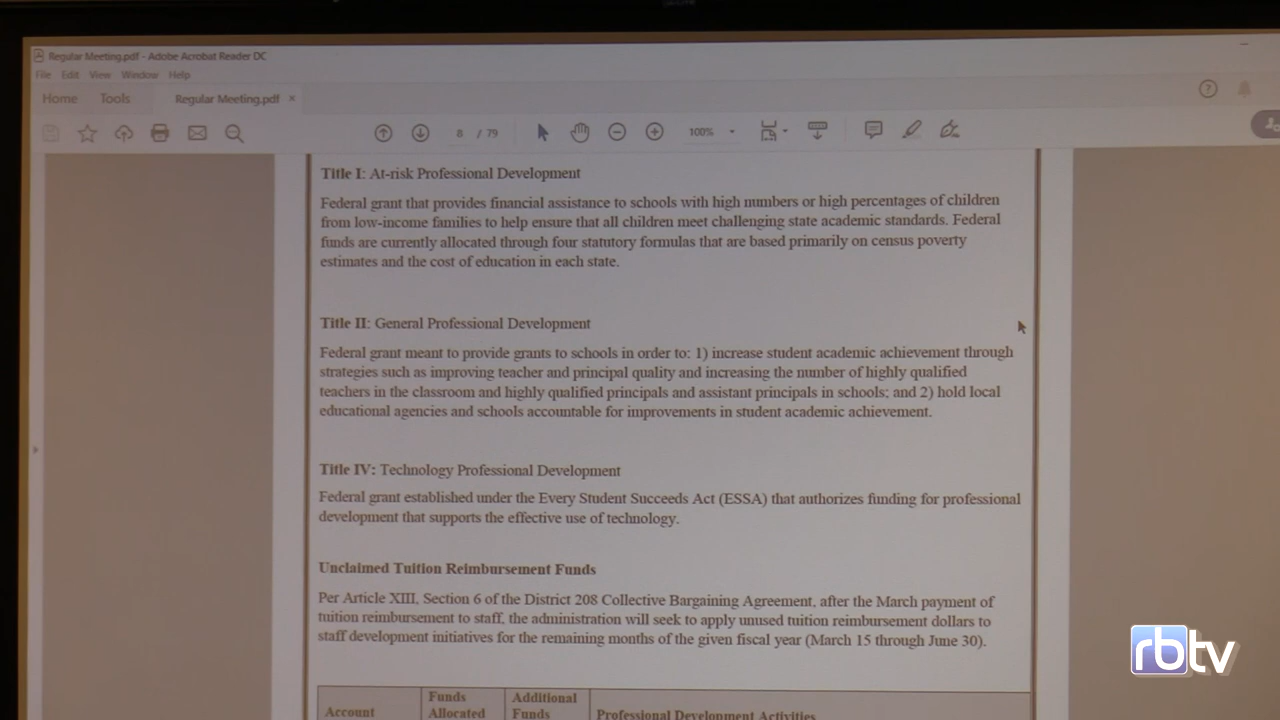 Regular Meeting.pdf - Adobe Acrobat Reader DC
File Edit View Window Help
Home Tools Regular Meeting.pdf ×
8 / 79 100%
Title I: At-risk Professional Development
Federal grant that provides financial assistance to schools with high numbers or high percentages of children
from low-income families to help ensure that all children meet challenging state academic standards. Federal
funds are currently allocated through four statutory formulas that are based primarily on census poverty
estimates and the cost of education in each state.
Title II: General Professional Development
Federal grant meant to provide grants to schools in order to: 1) increase student academic achievement through
strategies such as improving teacher and principal quality and increasing the number of highly qualified
teachers in the classroom and highly qualified principals and assistant principals in schools; and 2) hold local
educational agencies and schools accountable for improvements in student academic achievement.
Title IV: Technology Professional Development
Federal grant established under the Every Student Succeeds Act (ESSA) that authorizes funding for professional
development that supports the effective use of technology.
Unclaimed Tuition Reimbursement Funds
Per Article XIII, Section 6 of the District 208 Collective Bargaining Agreement, after the March payment of
tuition reimbursement to staff, the administration will seek to apply unused tuition reimbursement dollars to
staff development initiatives for the remaining months of the given fiscal year (March 15 through June 30).
Funds Additional
Account Allocated Funds Professional Development Activities
rbtv